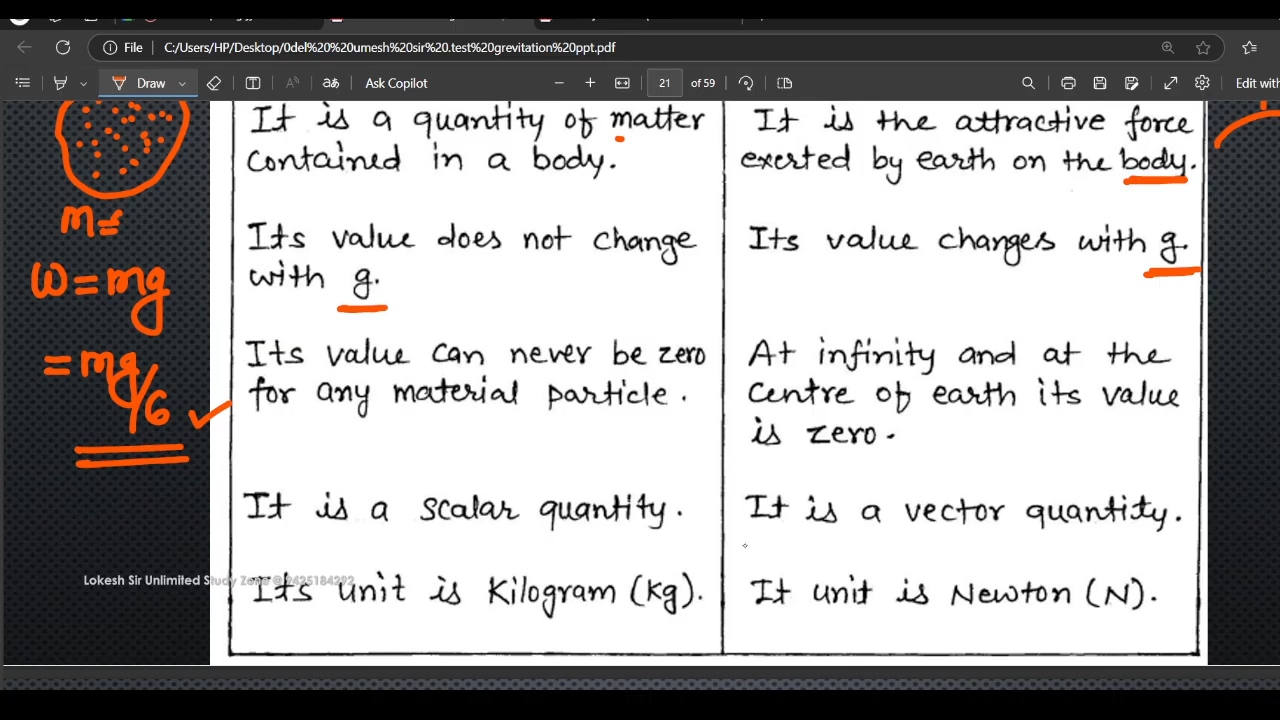 File
C:/Users/HP/Desktop/0del%20%20umesh%20sir%20.test%20grevitation%20ppt.pdf
Draw
Ask Copilot
21
of 59
Edit with
It is a quantity of matter
contained in a body.
It is the attractive force
exerted by earth on the body.
m=
W=mg
=mg/6
Its value does not change
with g.
Its value changes with g.
Its value can never be zero
for any material particle.
At infinity and at the
Centre of earth its value
is zero.
It is a scalar quantity.
It is a vector quantity.
Lokesh Sir Unlimited Study Zone @ 9425184292
Its unit is Kilogram (Kg).
It unit is Newton (N).